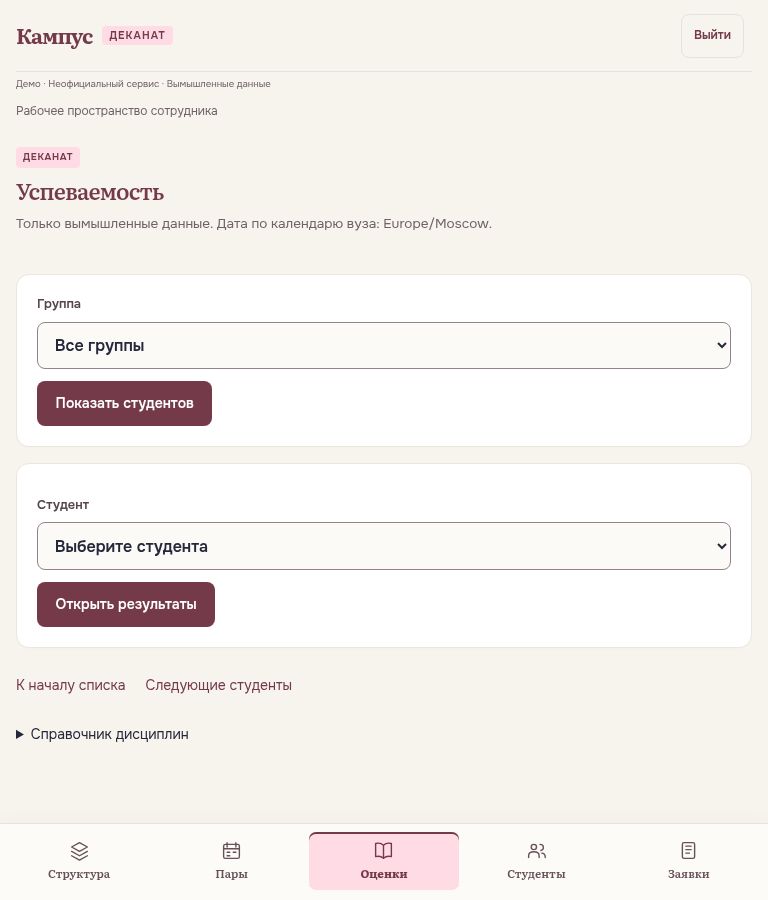 Кампус ДЕКАНАТ Выйти
Демо · Неофициальный сервис · Вымышленные данные
Рабочее пространство сотрудника
ДЕКАНАТ
Успеваемость
Только вымышленные данные. Дата по календарю вуза: Europe/Moscow.
Группа
Все группы
Показать студентов
Студент
Выберите студента
Открыть результаты
К началу списка Следующие студенты
Справочник дисциплин
Структура Пары Оценки Студенты Заявки